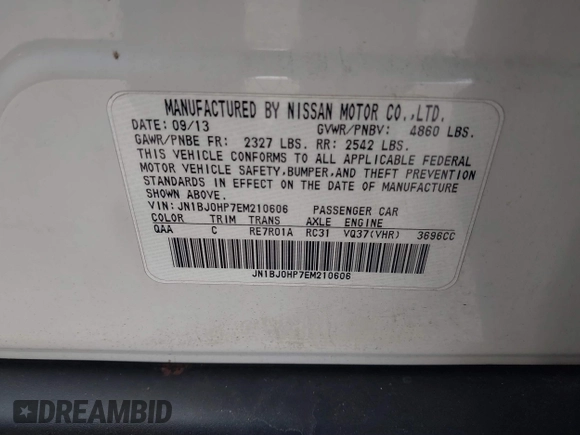 MANUFACTURED BY NISSAN MOTOR CO.,LTD.
DATE: 09/13 GVWR/PNBV: 4860 LBS.
GAWR/PNBE FR: 2327 LBS. RR: 2542 LBS.
THIS VEHICLE CONFORMS TO ALL APPLICABLE FEDERAL
MOTOR VEHICLE SAFETY,BUMPER,AND THEFT PREVENTION
STANDARDS IN EFFECT ON THE DATE OF MANUFACTURE
SHOWN ABOVE.
VIN: JN1BJ0HP7EM210606 PASSENGER CAR
COLOR TRIM TRANS AXLE ENGINE
QAA C RE7R01A RC31 VQ37(VHR) 3696CC
JN1BJ0HP7EM210606
DREAMBID